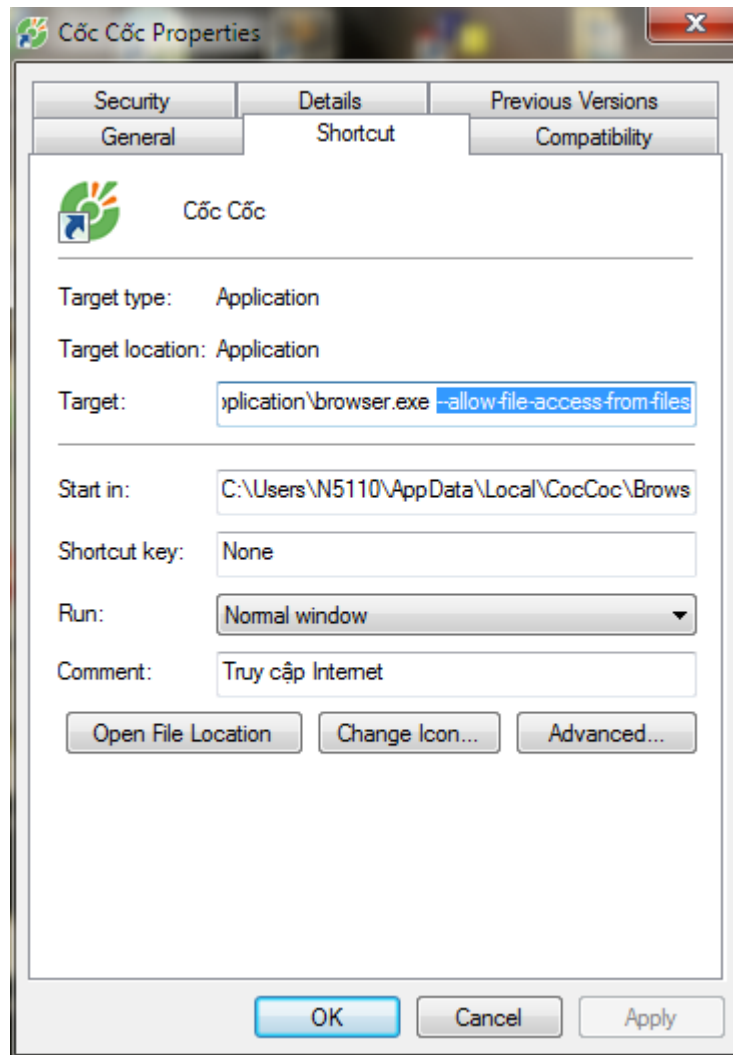 Cốc Cốc Properties
Security Details Previous Versions
General Shortcut Compatibility
Cốc Cốc
Target type: Application
Target location: Application
Target: plication\browser.exe --allow-file-access-from-files
Start in: C:\Users\N5110\AppData\Local\CocCoc\Brows
Shortcut key: None
Run: Normal window
Comment: Truy cập Internet
Open File Location Change Icon... Advanced...
OK Cancel Apply